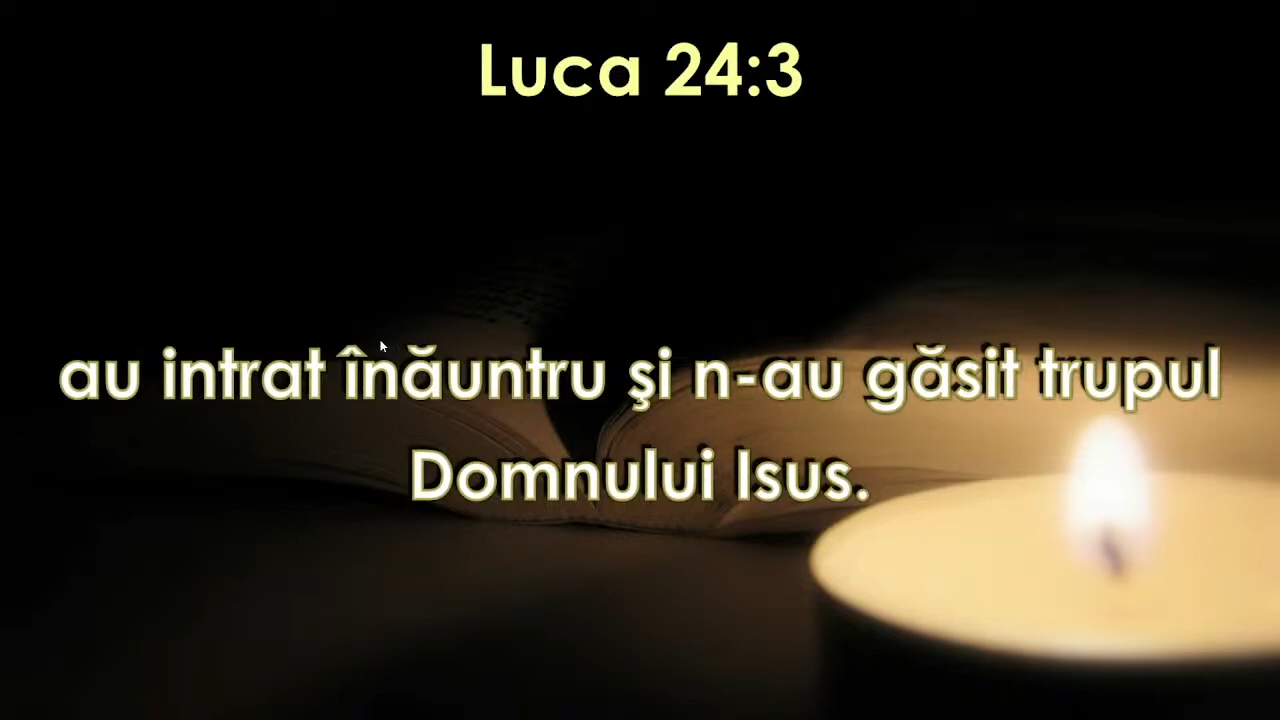 Luca 24:3
au intrat înăuntru şi n-au găsit trupul
Domnului Isus.